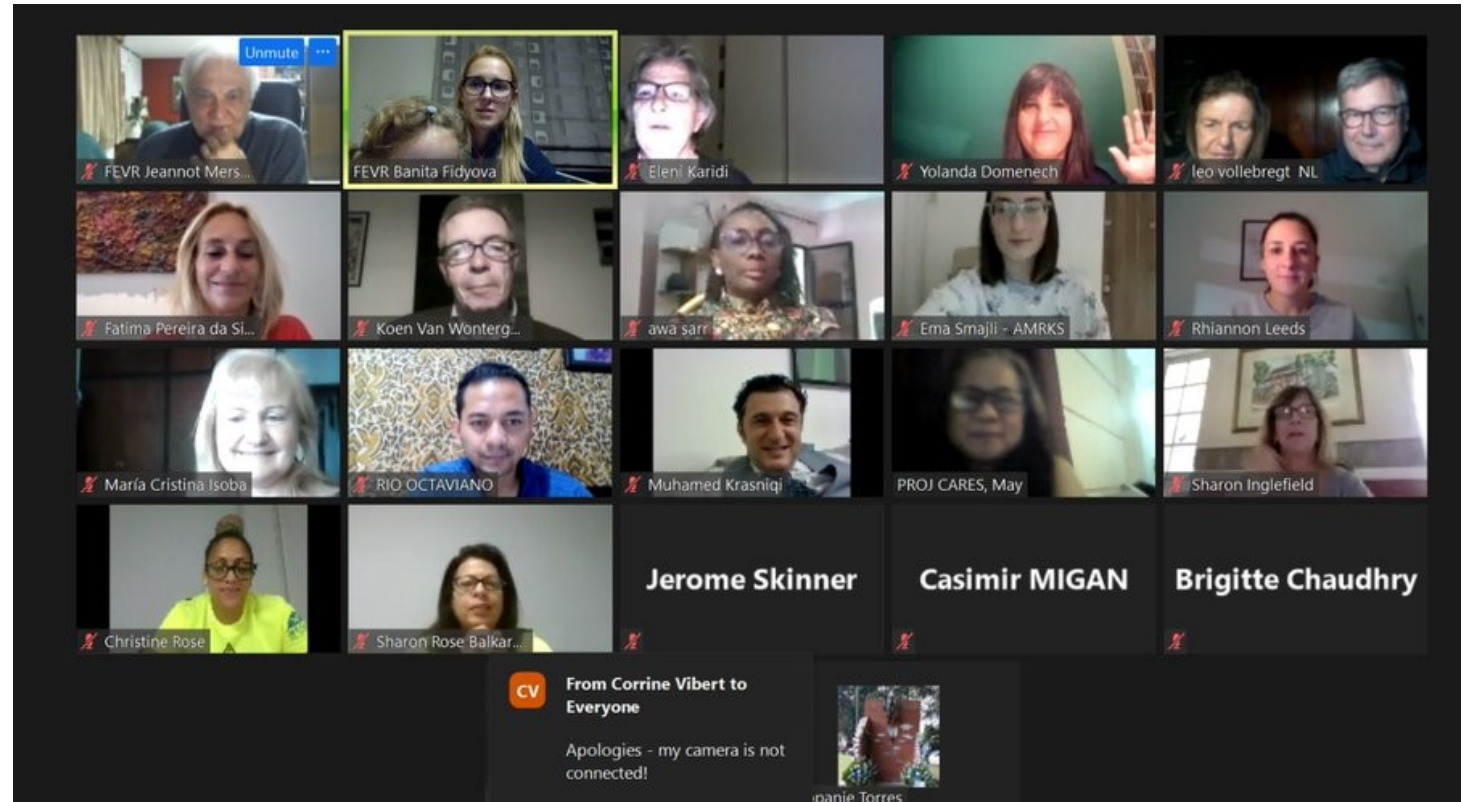 Unmute ...
FEVR Jeannot Mers...
FEVR Banita Fidyova
Eleni Karidi
Yolanda Domenech
leo vollebregt NL
Fatima Pereira da Si...
Koen Van Wonterg...
awa sarr
Ema Smajli - AMRKS
Rhiannon Leeds
María Cristina Isoba
RIO OCTAVIANO
Muhamed Krasniqi
PROJ CARES, May
Sharon Inglefield
Christine Rose
Sharon Rose Balkar...
Jerome Skinner
Casimir MIGAN
Brigitte Chaudhry
CV
From Corrine Vibert to
Everyone
Apologies - my camera is not
connected!
Torres